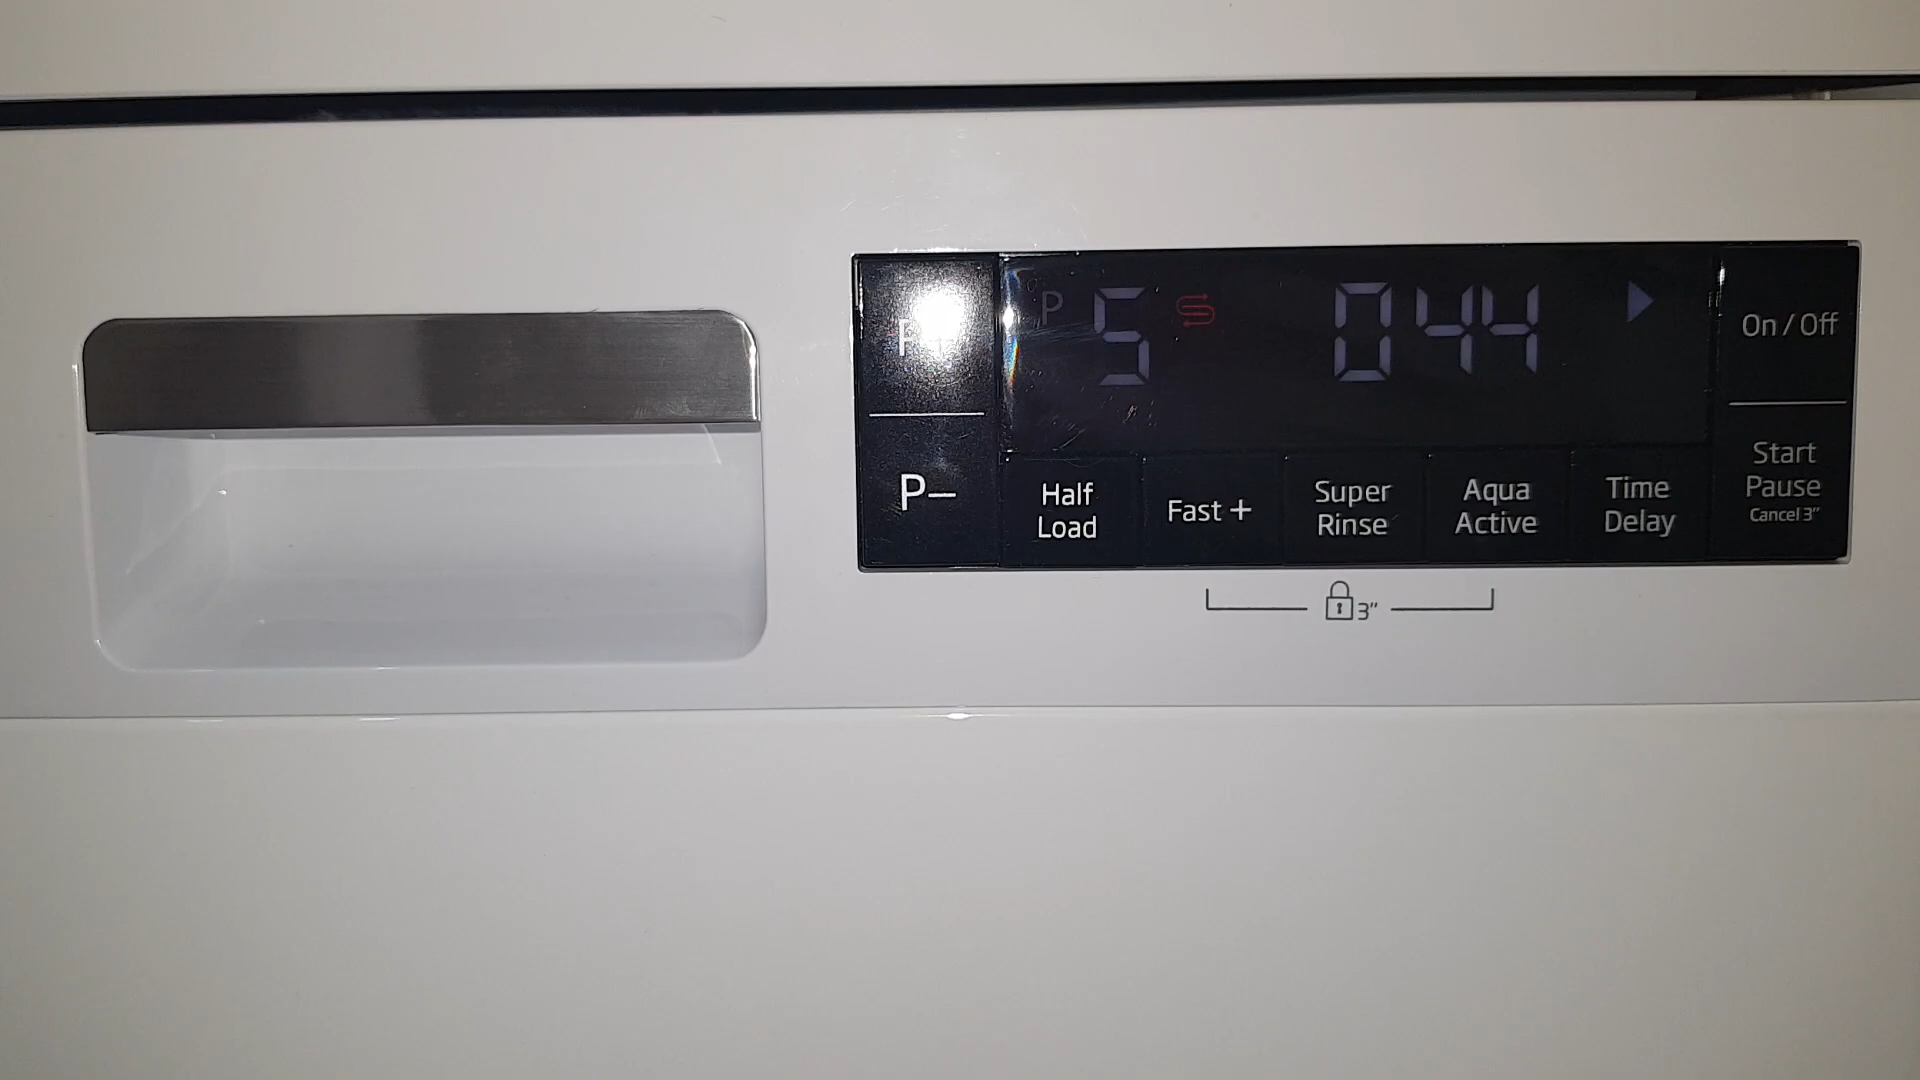 P
P 5 044
On / Off
P–
Half
Load
Fast +
Super
Rinse
Aqua
Active
Time
Delay
Start
Pause
Cancel 3"
3"